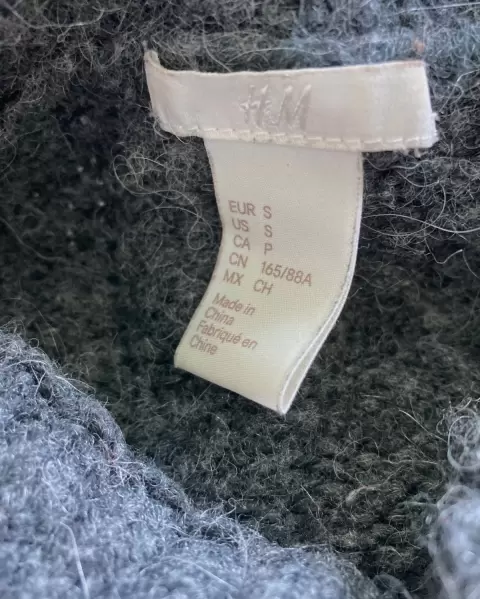 H&M
EUR S
US S
CA P
CN 165/88A
MX CH
Made in
China
Fabriqué en
Chine